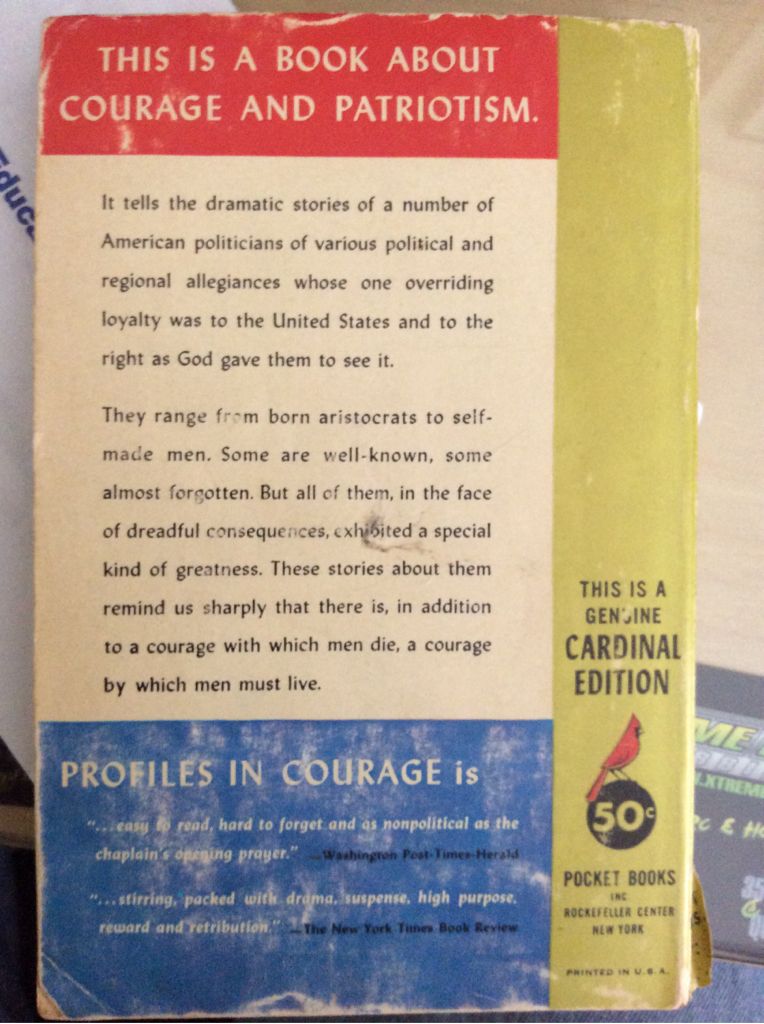 THIS IS A BOOK ABOUT
COURAGE AND PATRIOTISM.
It tells the dramatic stories of a number of
American politicians of various political and
regional allegiances whose one overriding
loyalty was to the United States and to the
right as God gave them to see it.
They range from born aristocrats to self-
made men. Some are well-known, some
almost forgotten. But all of them, in the face
of dreadful consequences, exhibited a special
kind of greatness. These stories about them
remind us sharply that there is, in addition
to a courage with which men die, a courage
by which men must live.
PROFILES IN COURAGE is
"...easy to read, hard to forget and as nonpolitical as the
chaplain's opening prayer." —Washington Post-Times-Herald
"...stirring, packed with drama, suspense, high purpose,
reward and retribution." —The New York Times Book Review
THIS IS A
GENUINE
CARDINAL
EDITION
50c
POCKET BOOKS
INC
ROCKEFELLER CENTER
NEW YORK
PRINTED IN U.S.A.